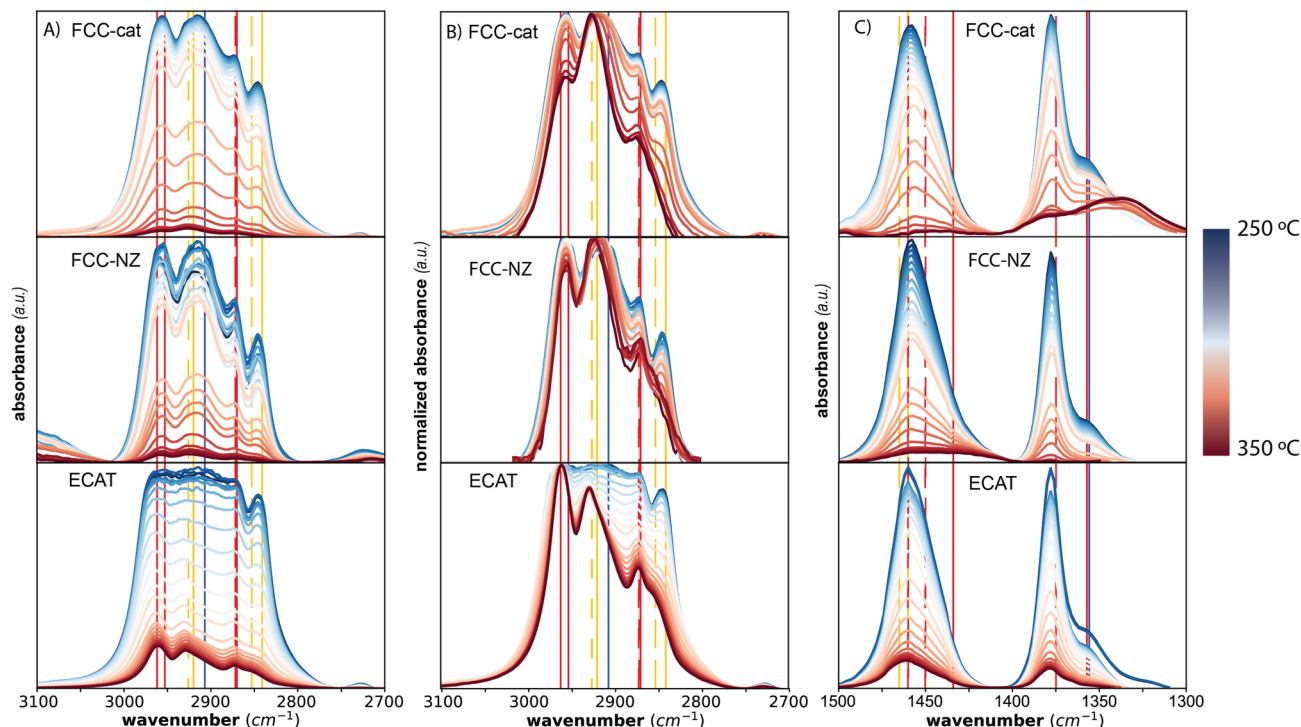 A)
FCC-cat
FCC-NZ
ECAT
absorbance (a.u.)
3100
3000
2900
2800
2700
wavenumber (cm⁻¹)
B)
FCC-cat
FCC-NZ
ECAT
normalized absorbance (a.u.)
3100
3000
2900
2800
2700
wavenumber (cm⁻¹)
C)
FCC-cat
FCC-NZ
ECAT
absorbance (a.u.)
1500
1450
1400
1350
1300
wavenumber (cm⁻¹)
250 ºC
350 ºC